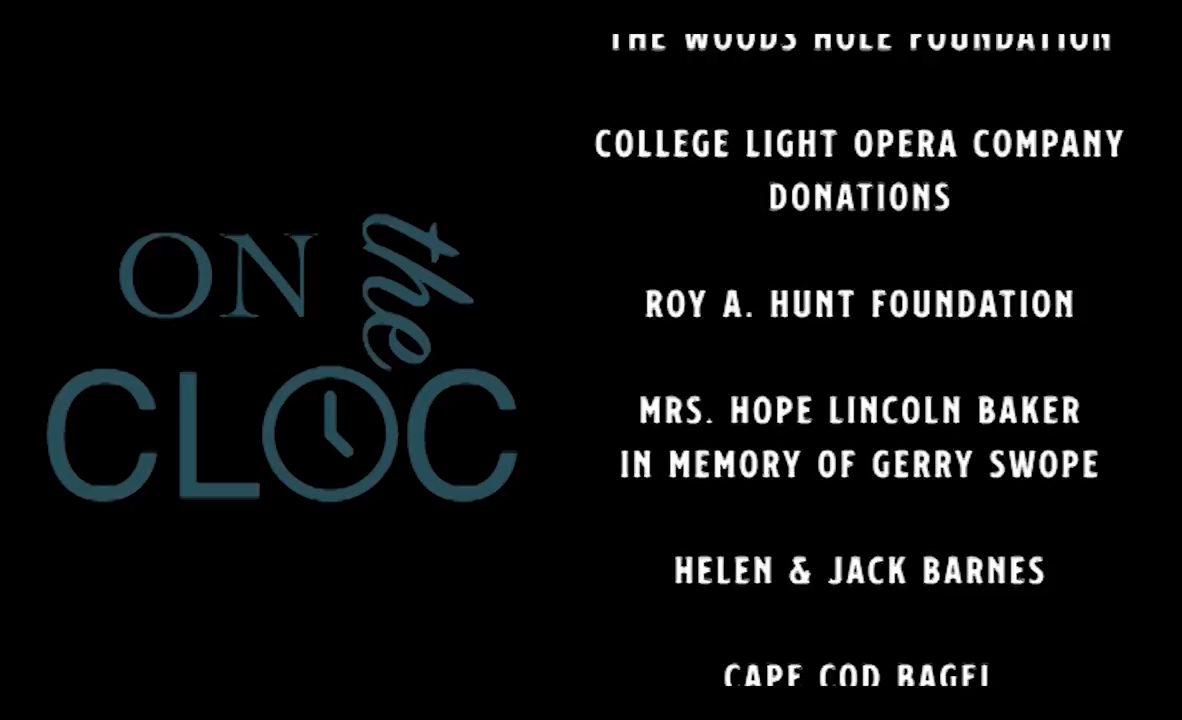 ON the
CLOC
THE WOODS HOLE FOUNDATION
COLLEGE LIGHT OPERA COMPANY
DONATIONS
ROY A. HUNT FOUNDATION
MRS. HOPE LINCOLN BAKER
IN MEMORY OF GERRY SWOPE
HELEN & JACK BARNES
CAPE COD BAGEL